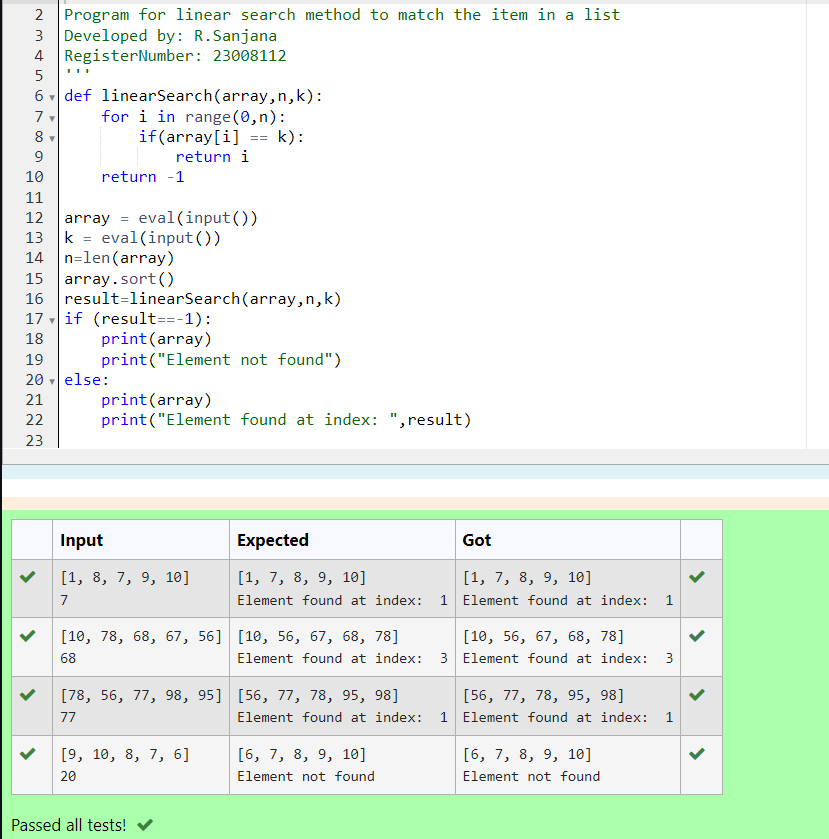 2 Program for linear search method to match the item in a list
3 Developed by: R.Sanjana
4 RegisterNumber: 23008112
5 '''
6 def linearSearch(array,n,k):
7     for i in range(0,n):
8         if(array[i] == k):
9             return i
10     return -1
11
12 array = eval(input())
13 k = eval(input())
14 n=len(array)
15 array.sort()
16 result=linearSearch(array,n,k)
17 if (result==-1):
18     print(array)
19     print("Element not found")
20 else:
21     print(array)
22     print("Element found at index: ",result)
23
Input Expected Got
[1, 8, 7, 9, 10] [1, 7, 8, 9, 10] [1, 7, 8, 9, 10]
7 Element found at index:  1 Element found at index:  1
[10, 78, 68, 67, 56] [10, 56, 67, 68, 78] [10, 56, 67, 68, 78]
68 Element found at index:  3 Element found at index:  3
[78, 56, 77, 98, 95] [56, 77, 78, 95, 98] [56, 77, 78, 95, 98]
77 Element found at index:  1 Element found at index:  1
[9, 10, 8, 7, 6] [6, 7, 8, 9, 10] [6, 7, 8, 9, 10]
20 Element not found Element not found
Passed all tests!